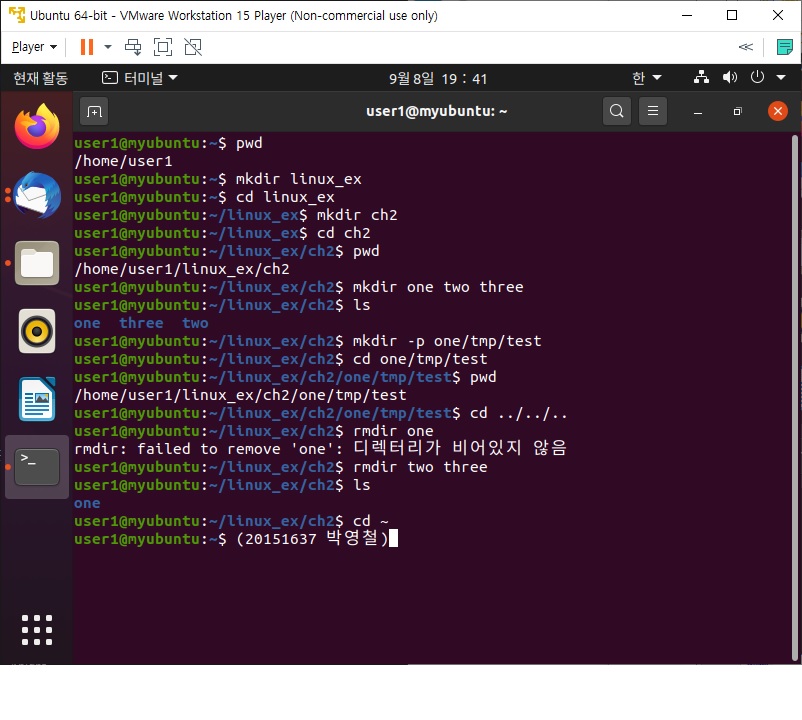 Ubuntu 64-bit - VMware Workstation 15 Player (Non-commercial use only)
Player
현재 활동 터미널 9월 8일 19 : 41 한
user1@myubuntu: ~
user1@myubuntu:~$ pwd
/home/user1
user1@myubuntu:~$ mkdir linux_ex
user1@myubuntu:~$ cd linux_ex
user1@myubuntu:~/linux_ex$ mkdir ch2
user1@myubuntu:~/linux_ex$ cd ch2
user1@myubuntu:~/linux_ex/ch2$ pwd
/home/user1/linux_ex/ch2
user1@myubuntu:~/linux_ex/ch2$ mkdir one two three
user1@myubuntu:~/linux_ex/ch2$ ls
one  three  two
user1@myubuntu:~/linux_ex/ch2$ mkdir -p one/tmp/test
user1@myubuntu:~/linux_ex/ch2$ cd one/tmp/test
user1@myubuntu:~/linux_ex/ch2/one/tmp/test$ pwd
/home/user1/linux_ex/ch2/one/tmp/test
user1@myubuntu:~/linux_ex/ch2/one/tmp/test$ cd ../../..
user1@myubuntu:~/linux_ex/ch2$ rmdir one
rmdir: failed to remove 'one': 디렉터리가 비어있지 않음
user1@myubuntu:~/linux_ex/ch2$ rmdir two three
user1@myubuntu:~/linux_ex/ch2$ ls
one
user1@myubuntu:~/linux_ex/ch2$ cd ~
user1@myubuntu:~$ (20151637 박영철)